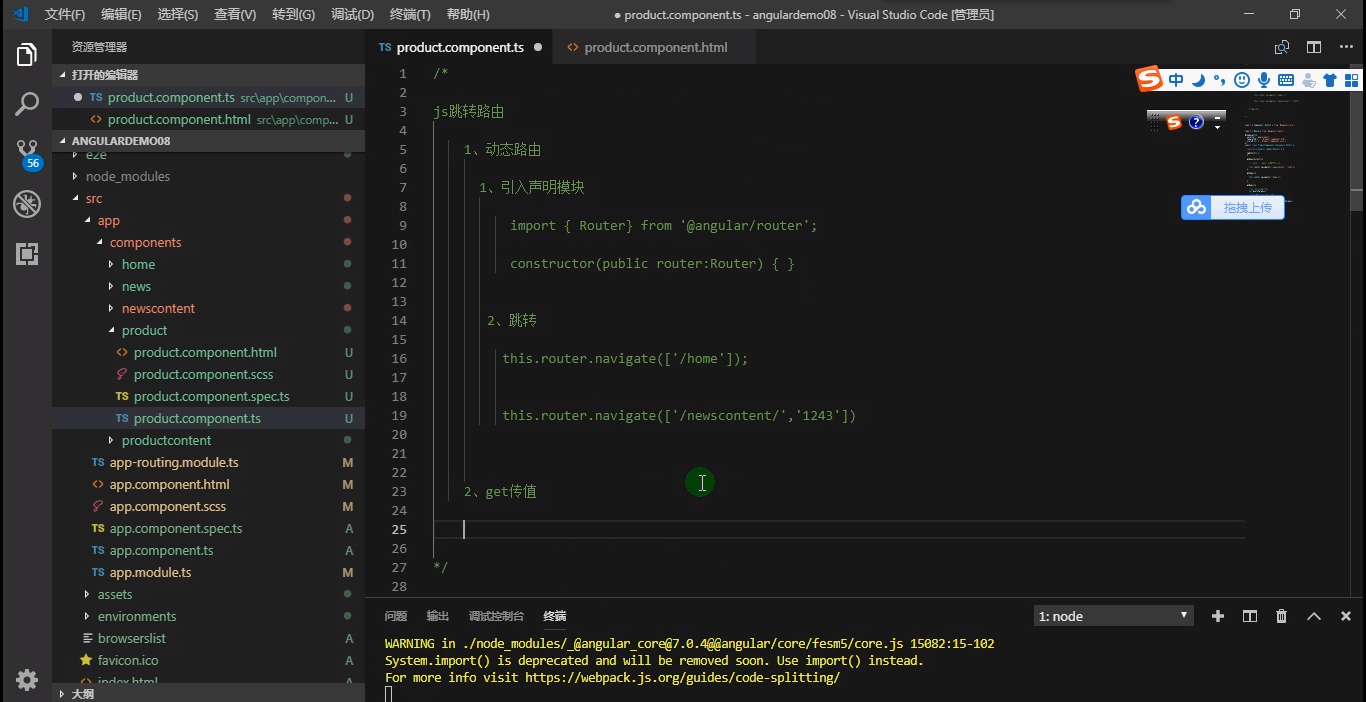 文件(F) 编辑(E) 选择(S) 查看(V) 转到(G) 调试(D) 终端(T) 帮助(H)
● product.component.ts - angulardemo08 - Visual Studio Code [管理员]
资源管理器
打开的编辑器
TS product.component.ts src\app\compon... U
<> product.component.html src\app\comp... U
ANGULARDEMO08
e2e
node_modules
src
app
components
home
news
newscontent
product
<> product.component.html U
product.component.scss U
TS product.component.spec.ts U
TS product.component.ts U
productcontent
TS app-routing.module.ts M
<> app.component.html M
app.component.scss M
TS app.component.spec.ts A
TS app.component.ts A
TS app.module.ts M
assets
environments
browserslist A
favicon.ico A
<> index.html A
大纲
56
TS product.component.ts
<> product.component.html
1 /*
2
3 js跳转路由
4
5 1、动态路由
6
7 1、引入声明模块
8
9 import { Router} from '@angular/router';
10
11 constructor(public router:Router) { }
12
13
14 2、跳转
15
16 this.router.navigate(['/home']);
17
18
19 this.router.navigate(['/newscontent/','1243'])
20
21
22
23 2、get传值
24
25
26
27 */
28
中
拖拽上传
问题 输出 调试控制台 终端
1: node
WARNING in ./node_modules/_@angular_core@7.0.4@@angular/core/fesm5/core.js 15082:15-102
System.import() is deprecated and will be removed soon. Use import() instead.
For more info visit https://webpack.js.org/guides/code-splitting/